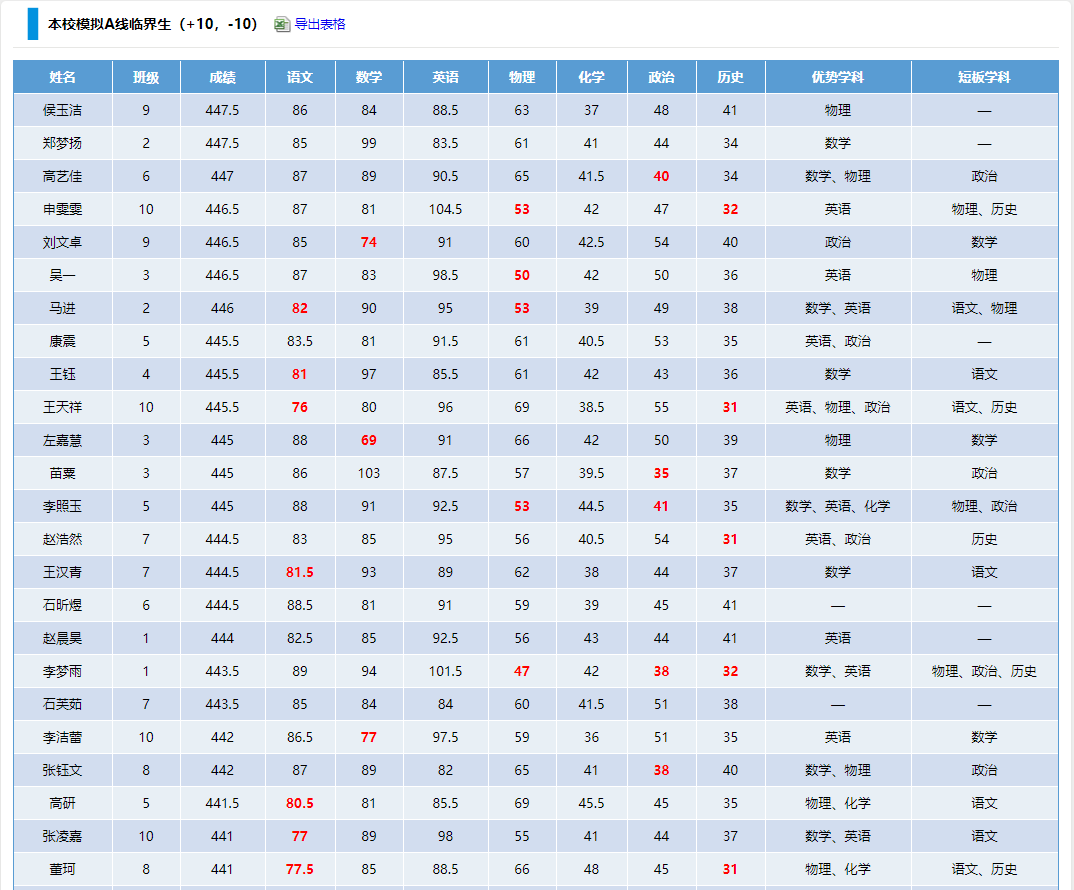 本校模拟A线临界生（+10，-10） 导出表格
姓名 班级 成绩 语文 数学 英语 物理 化学 政治 历史 优势学科 短板学科
侯玉洁 9 447.5 86 84 88.5 63 37 48 41 物理 —
郑梦扬 2 447.5 85 99 83.5 61 41 44 34 数学 —
高艺佳 6 447 87 89 90.5 65 41.5 40 34 数学、物理 政治
申雯雯 10 446.5 87 81 104.5 53 42 47 32 英语 物理、历史
刘文卓 9 446.5 85 74 91 60 42.5 54 40 政治 数学
吴一 3 446.5 87 83 98.5 50 42 50 36 英语 物理
马进 2 446 82 90 95 53 39 49 38 数学、英语 语文、物理
康震 5 445.5 83.5 81 91.5 61 40.5 53 35 英语、政治 —
王钰 4 445.5 81 97 85.5 61 42 43 36 数学 语文
王天祥 10 445.5 76 80 96 69 38.5 55 31 英语、物理、政治 语文、历史
左嘉慧 3 445 88 69 91 66 42 50 39 物理 数学
苗粟 3 445 86 103 87.5 57 39.5 35 37 数学 政治
李照玉 5 445 88 91 92.5 53 44.5 41 35 数学、英语、化学 物理、政治
赵浩然 7 444.5 83 85 95 56 40.5 54 31 英语、政治 历史
王汉青 7 444.5 81.5 93 89 62 38 44 37 数学 语文
石昕煜 6 444.5 88.5 81 91 59 39 45 41 — —
赵晨昊 1 444 82.5 85 92.5 56 43 44 41 英语 —
李梦雨 1 443.5 89 94 101.5 47 42 38 32 数学、英语 物理、政治、历史
石芙茹 7 443.5 85 84 84 60 41.5 51 38 — —
李洁蕾 10 442 86.5 77 97.5 59 36 51 35 英语 数学
张钰文 8 442 87 89 82 65 41 38 40 数学、物理 政治
高研 5 441.5 80.5 81 85.5 69 45.5 45 35 物理、化学 语文
张凌嘉 10 441 77 89 98 55 41 44 37 数学、英语 语文
董珂 8 441 77.5 85 88.5 66 48 45 31 物理、化学 语文、历史